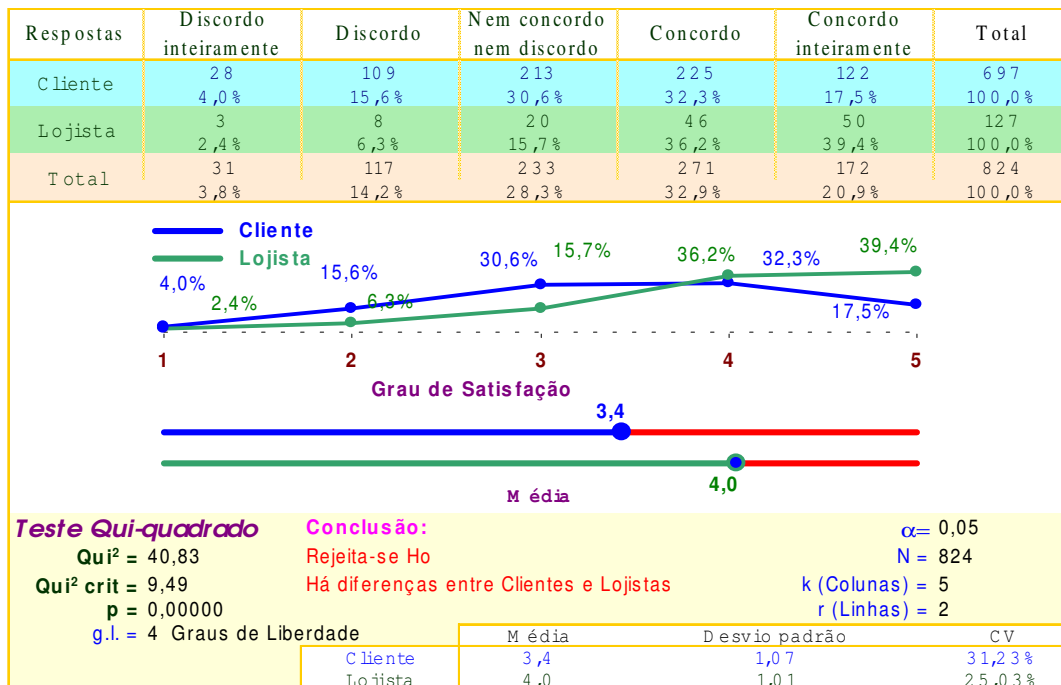 Respostas Discordo inteiramente Discordo Nem concordo nem discordo Concordo Concordo inteiramente Total
Cliente 28 109 213 225 122 697
4,0% 15,6% 30,6% 32,3% 17,5% 100,0%
Lojista 3 8 20 46 50 127
2,4% 6,3% 15,7% 36,2% 39,4% 100,0%
Total 31 117 233 271 172 824
3,8% 14,2% 28,3% 32,9% 20,9% 100,0%
Cliente
Lojista
4,0% 2,4% 15,6% 6,3% 30,6% 15,7% 36,2% 32,3% 39,4% 17,5%
1 2 3 4 5
Grau de Satisfação
3,4
4,0
Média
Teste Qui-quadrado Conclusão: α= 0,05
Qui² = 40,83 Rejeita-se Ho N = 824
Qui² crit = 9,49 Há diferenças entre Clientes e Lojistas k (Colunas) = 5
p = 0,00000 r (Linhas) = 2
g.l. = 4 Graus de Liberdade
Média Desvio padrão CV
Cliente 3,4 1,07 31,23%
Lojista 4,0 1,01 25,03%